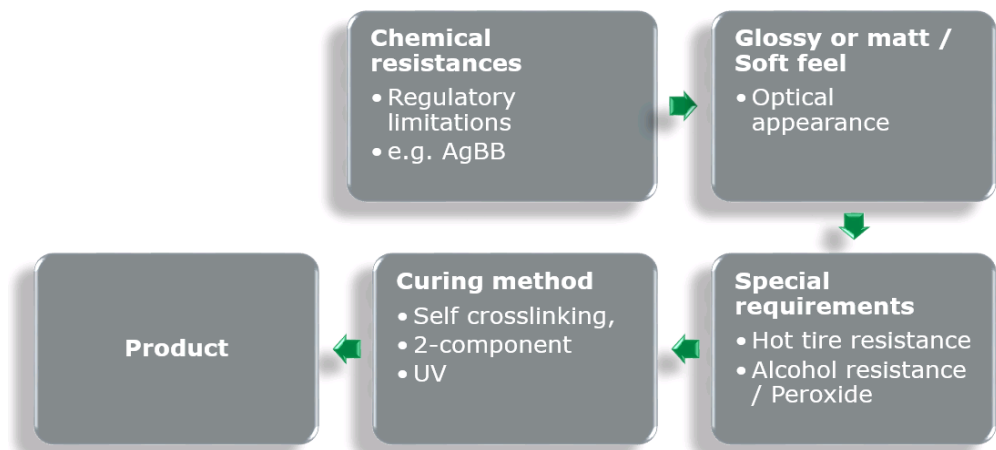 Chemical
resistances
• Regulatory
limitations
• e.g. AgBB
Glossy or matt /
Soft feel
• Optical
appearance
Special
requirements
• Hot tire resistance
• Alcohol resistance
/ Peroxide
Curing method
• Self crosslinking,
• 2-component
• UV
Product